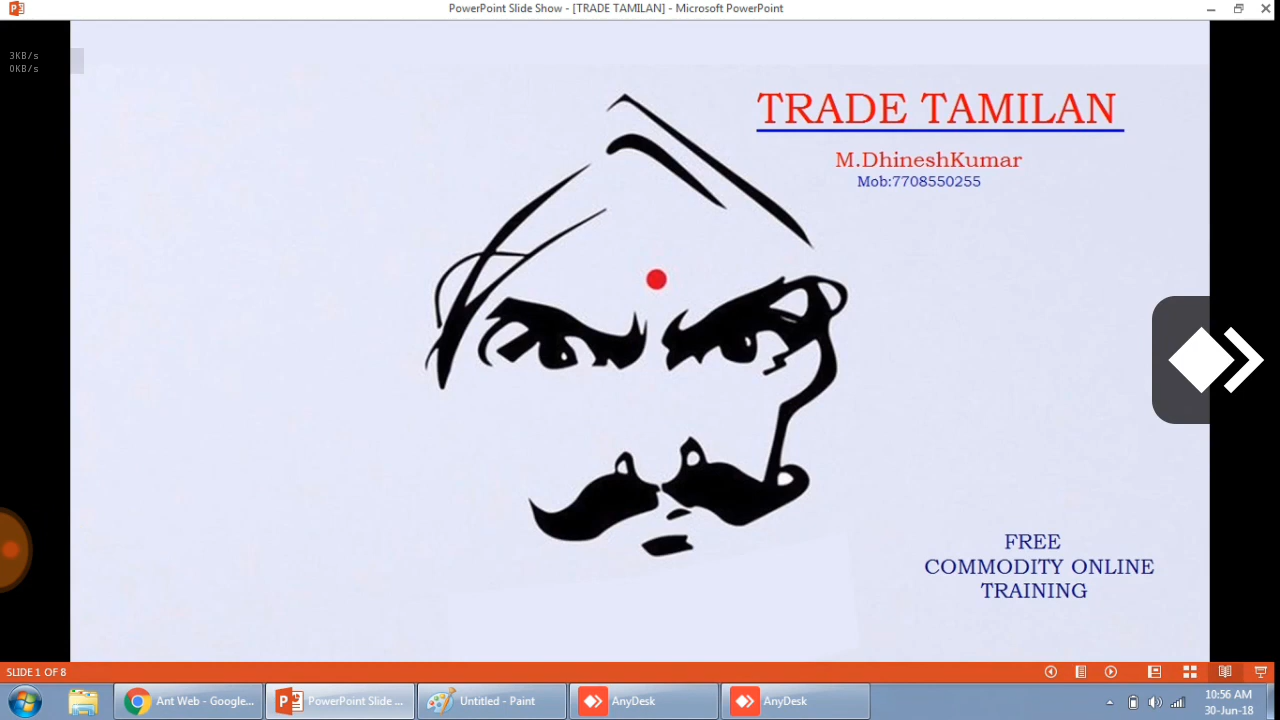 PowerPoint Slide Show - [TRADE TAMILAN] - Microsoft PowerPoint
3KB/s
0KB/s
TRADE TAMILAN
M.DhineshKumar
Mob:7708550255
FREE
COMMODITY ONLINE
TRAINING
SLIDE 1 OF 8
Ant Web - Google...
PowerPoint Slide ...
Untitled - Paint
AnyDesk
AnyDesk
10:56 AM
30-Jun-18